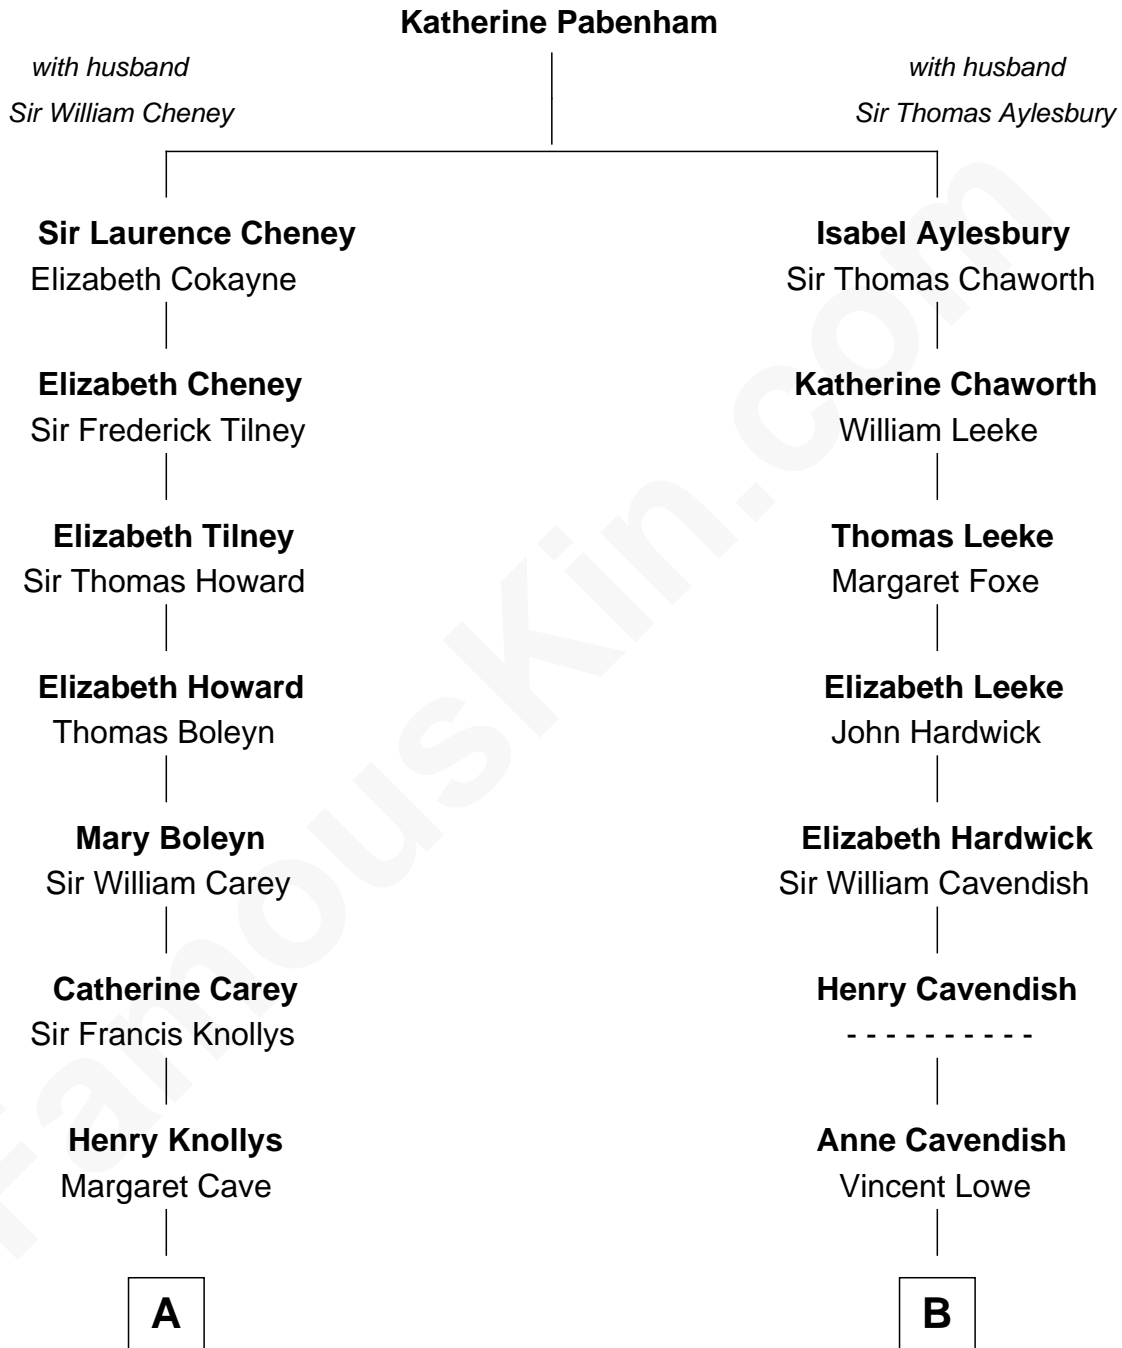 Katherine Pabenham
with husband
Sir William Cheney
with husband
Sir Thomas Aylesbury
Sir Laurence Cheney
Elizabeth Cokayne
Isabel Aylesbury
Sir Thomas Chaworth
Elizabeth Cheney
Sir Frederick Tilney
Katherine Chaworth
William Leeke
Elizabeth Tilney
Sir Thomas Howard
Thomas Leeke
Margaret Foxe
Elizabeth Howard
Thomas Boleyn
Elizabeth Leeke
John Hardwick
Mary Boleyn
Sir William Carey
Elizabeth Hardwick
Sir William Cavendish
Catherine Carey
Sir Francis Knollys
Henry Cavendish
- - - - - - - - - -
Henry Knollys
Margaret Cave
Anne Cavendish
Vincent Lowe
A
B
FamousKin.com